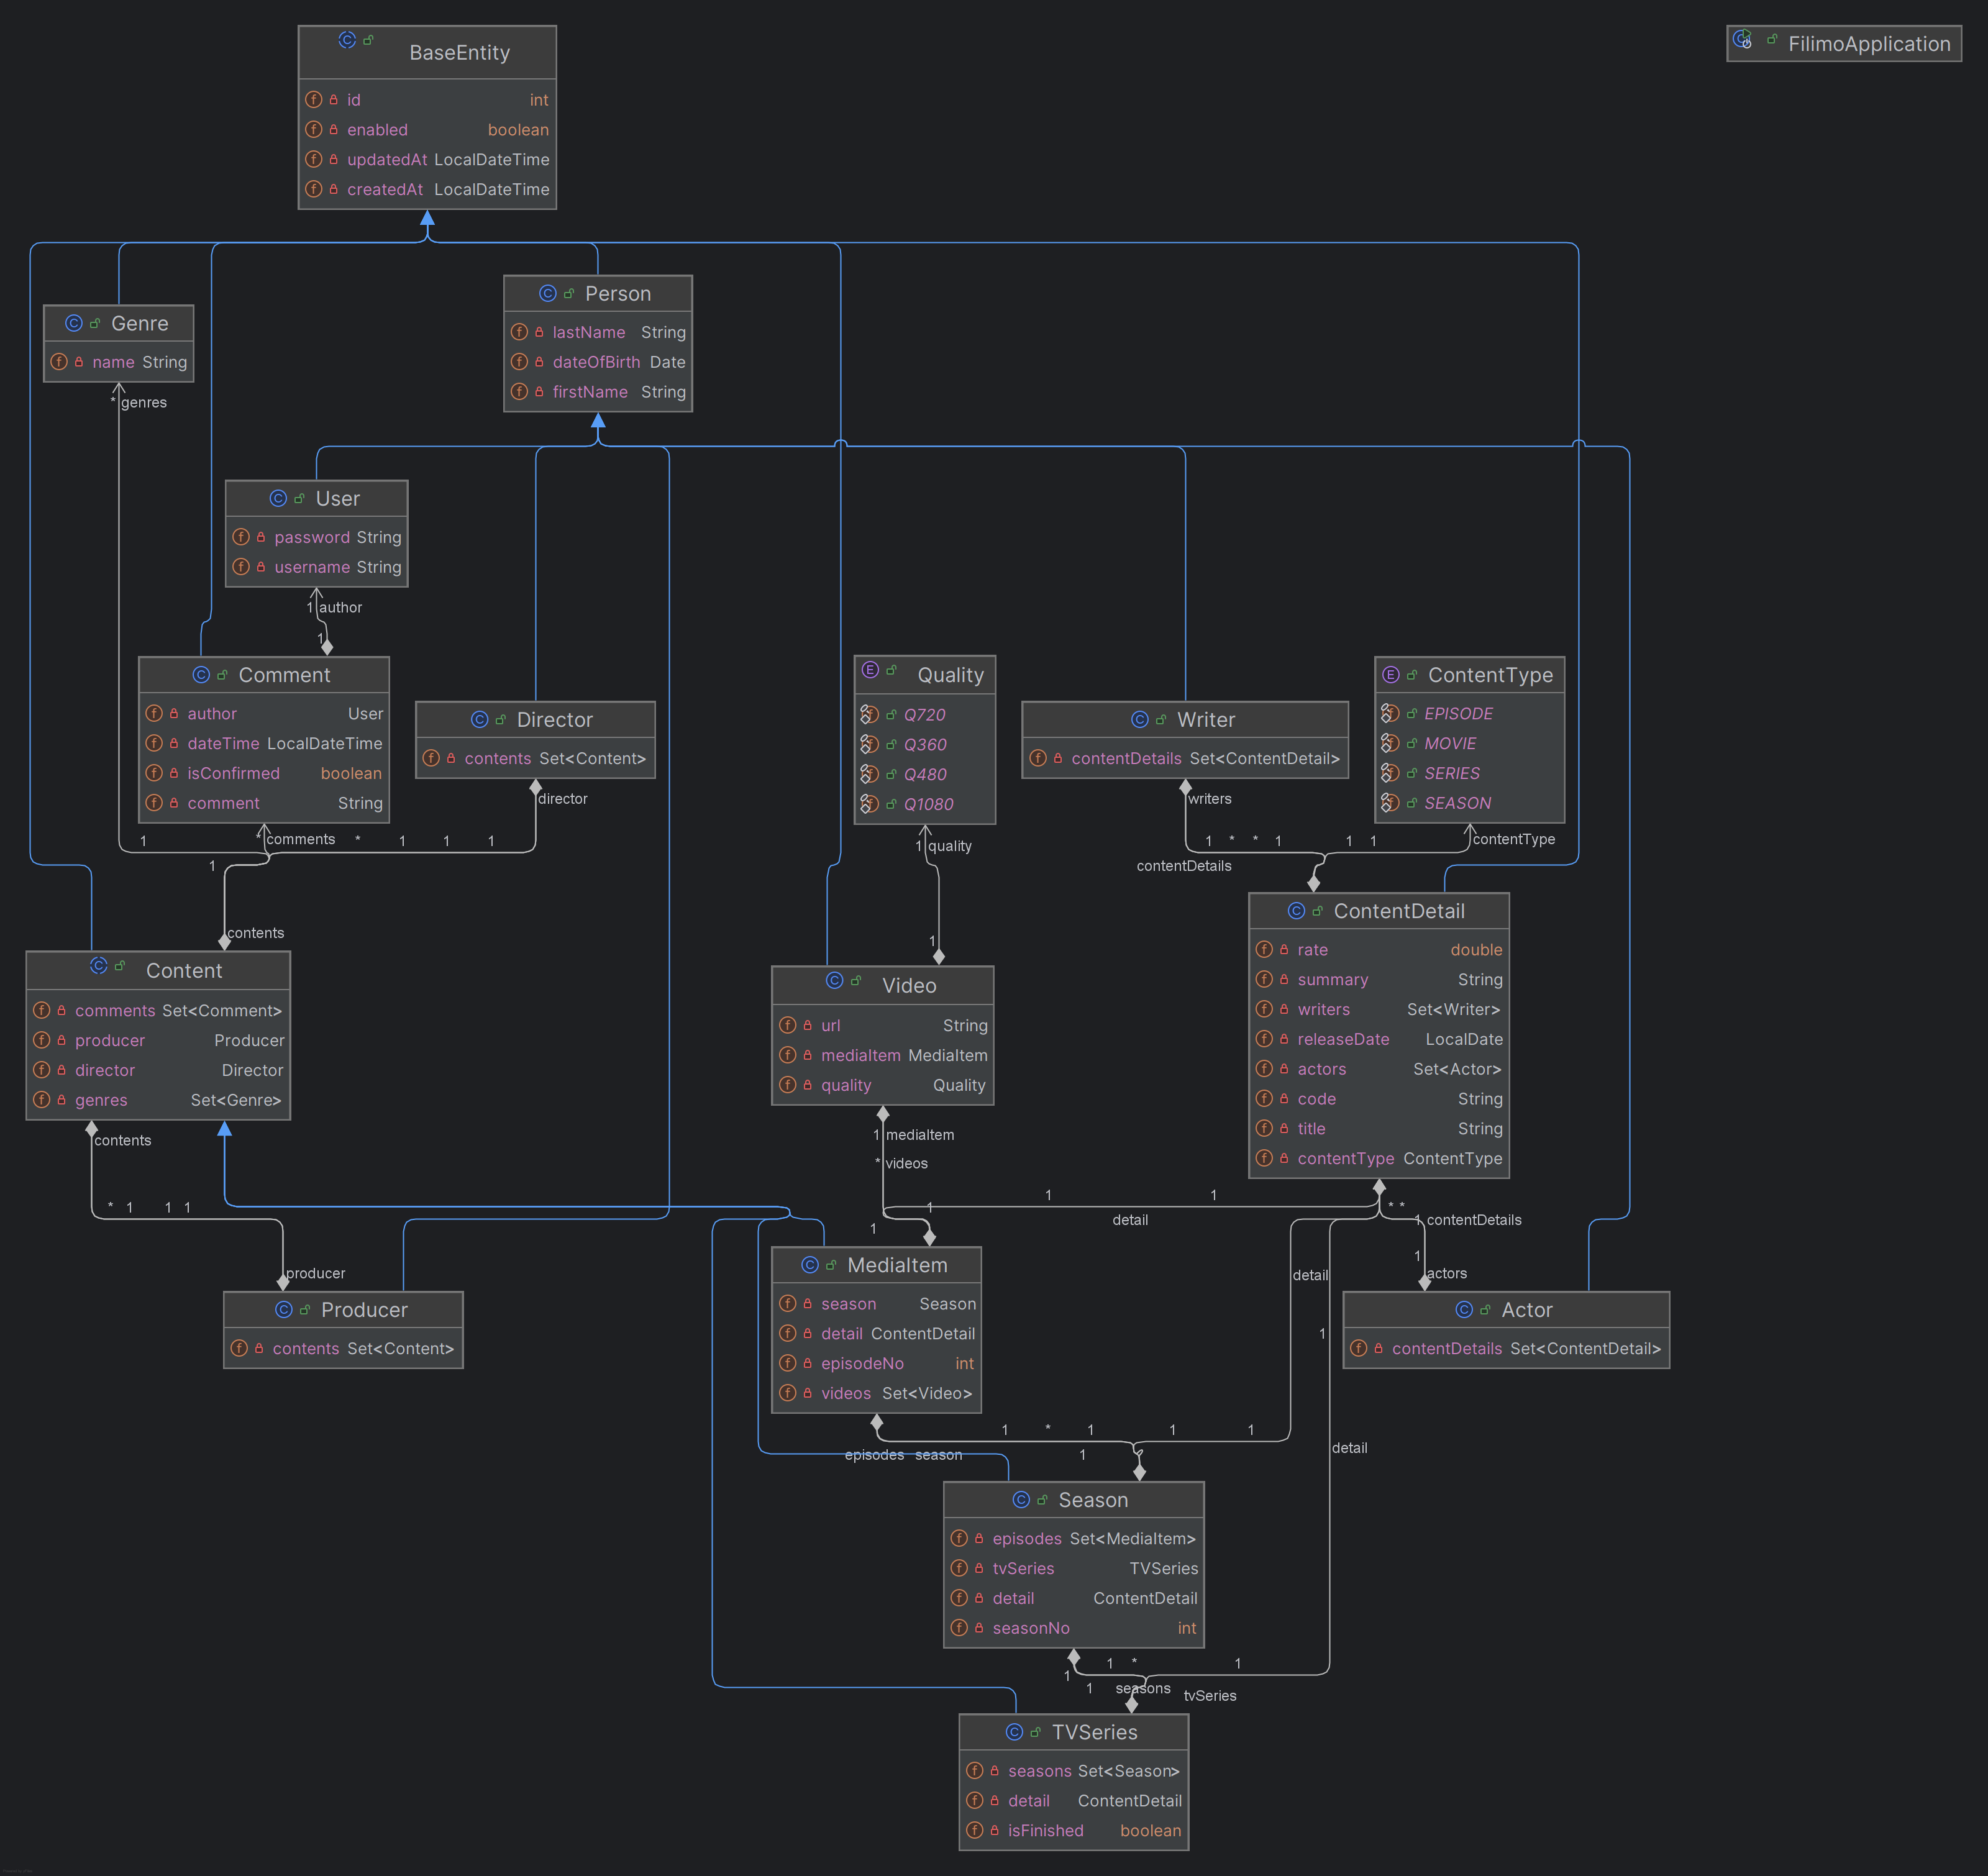 BaseEntity
id int
enabled boolean
updatedAt LocalDateTime
createdAt LocalDateTime
FilimoApplication
Person
lastName String
dateOfBirth Date
firstName String
Genre
name String
* genres
User
password String
username String
1 author
1
Comment
author User
dateTime LocalDateTime
isConfirmed boolean
comment String
Director
contents Set<Content>
director
Quality
Q720
Q360
Q480
Q1080
1 quality
Writer
contentDetails Set<ContentDetail>
writers
ContentType
EPISODE
MOVIE
SERIES
SEASON
contentType
1 * comments * 1 1 1
1
1 * * 1 1 1
contentDetails
contents
1
Content
comments Set<Comment>
producer Producer
director Director
genres Set<Genre>
contents
Video
url String
mediaItem MediaItem
quality Quality
1 mediaItem
* videos
ContentDetail
rate double
summary String
writers Set<Writer>
releaseDate LocalDate
actors Set<Actor>
code String
title String
contentType ContentType
* 1 1 1
1 1 1
1
detail
* *
1 contentDetails
1
actors
producer
Producer
contents Set<Content>
MediaItem
season Season
detail ContentDetail
episodeNo int
videos Set<Video>
detail
1
Actor
contentDetails Set<ContentDetail>
1 * 1 1 1
episodes season 1
detail
Season
episodes Set<MediaItem>
tvSeries TVSeries
detail ContentDetail
seasonNo int
1 1 * 1
1 seasons tvSeries
TVSeries
seasons Set<Season>
detail ContentDetail
isFinished boolean